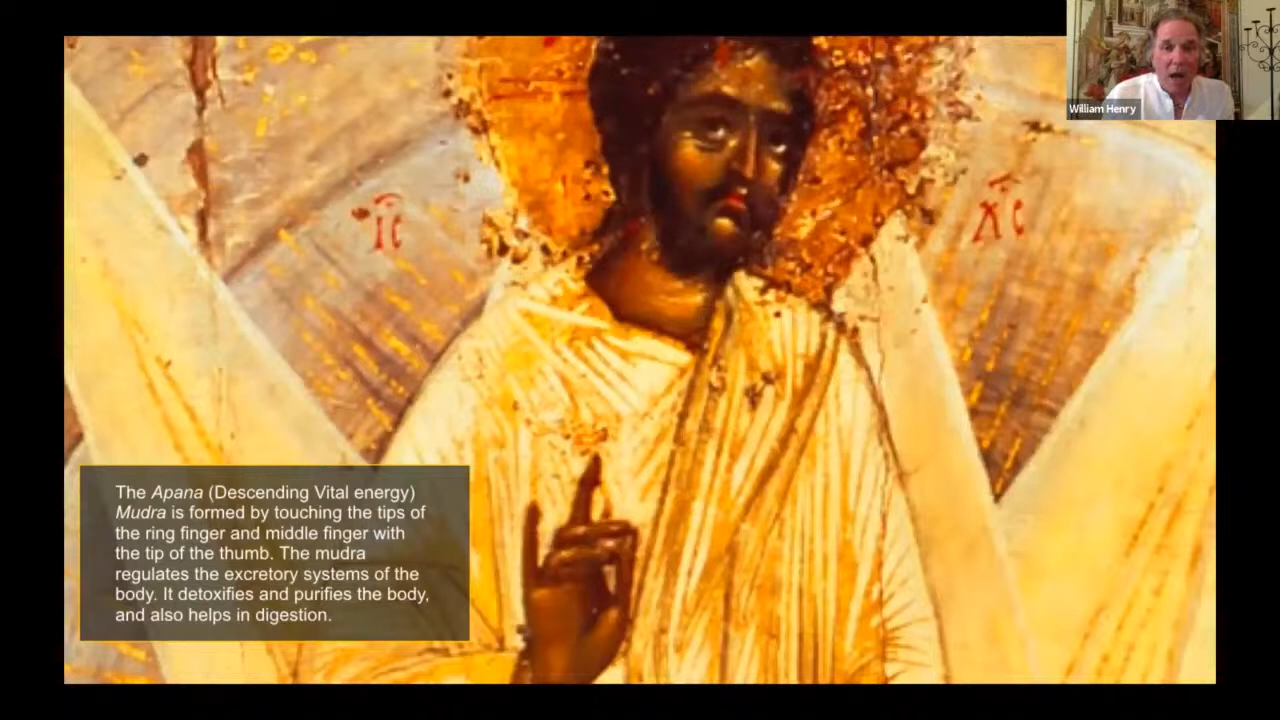 William Henry
ΙС
ΧС
The Apana (Descending Vital energy)
Mudra is formed by touching the tips of
the ring finger and middle finger with
the tip of the thumb. The mudra
regulates the excretory systems of the
body. It detoxifies and purifies the body,
and also helps in digestion.